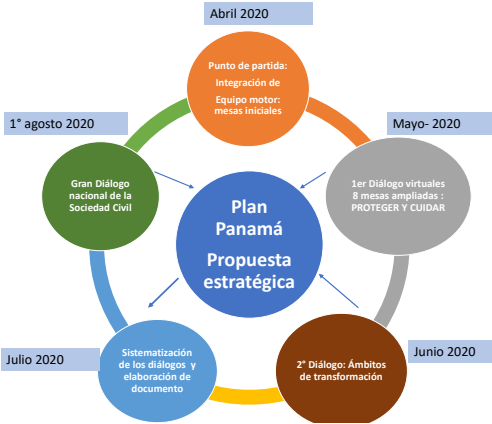 Abril 2020
Punto de partida:
Integración de
Equipo motor:
mesas iniciales
1° agosto 2020
Mayo- 2020
Gran Diálogo
nacional de la
Sociedad Civil
1er Diálogo virtuales
8 mesas ampliadas :
PROTEGER Y CUIDAR
Plan
Panamá
Propuesta
estratégica
Julio 2020
Sistematización
de los diálogos y
elaboración de
documento
2° Diálogo: Ámbitos
de transformación
Junio 2020